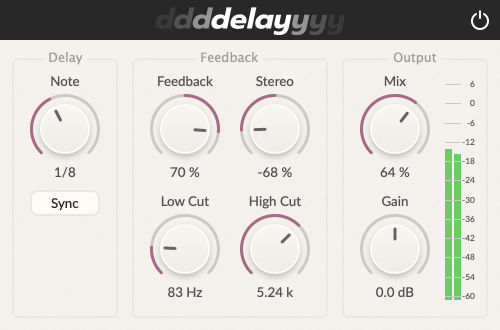 dddelayyyy
Delay
Note
1/8
Sync
Feedback
Feedback
70 %
Stereo
-68 %
Low Cut
83 Hz
High Cut
5.24 k
Output
Mix
64 %
Gain
0.0 dB
6
0
-6
-12
-18
-24
-30
-36
-42
-48
-54
-60